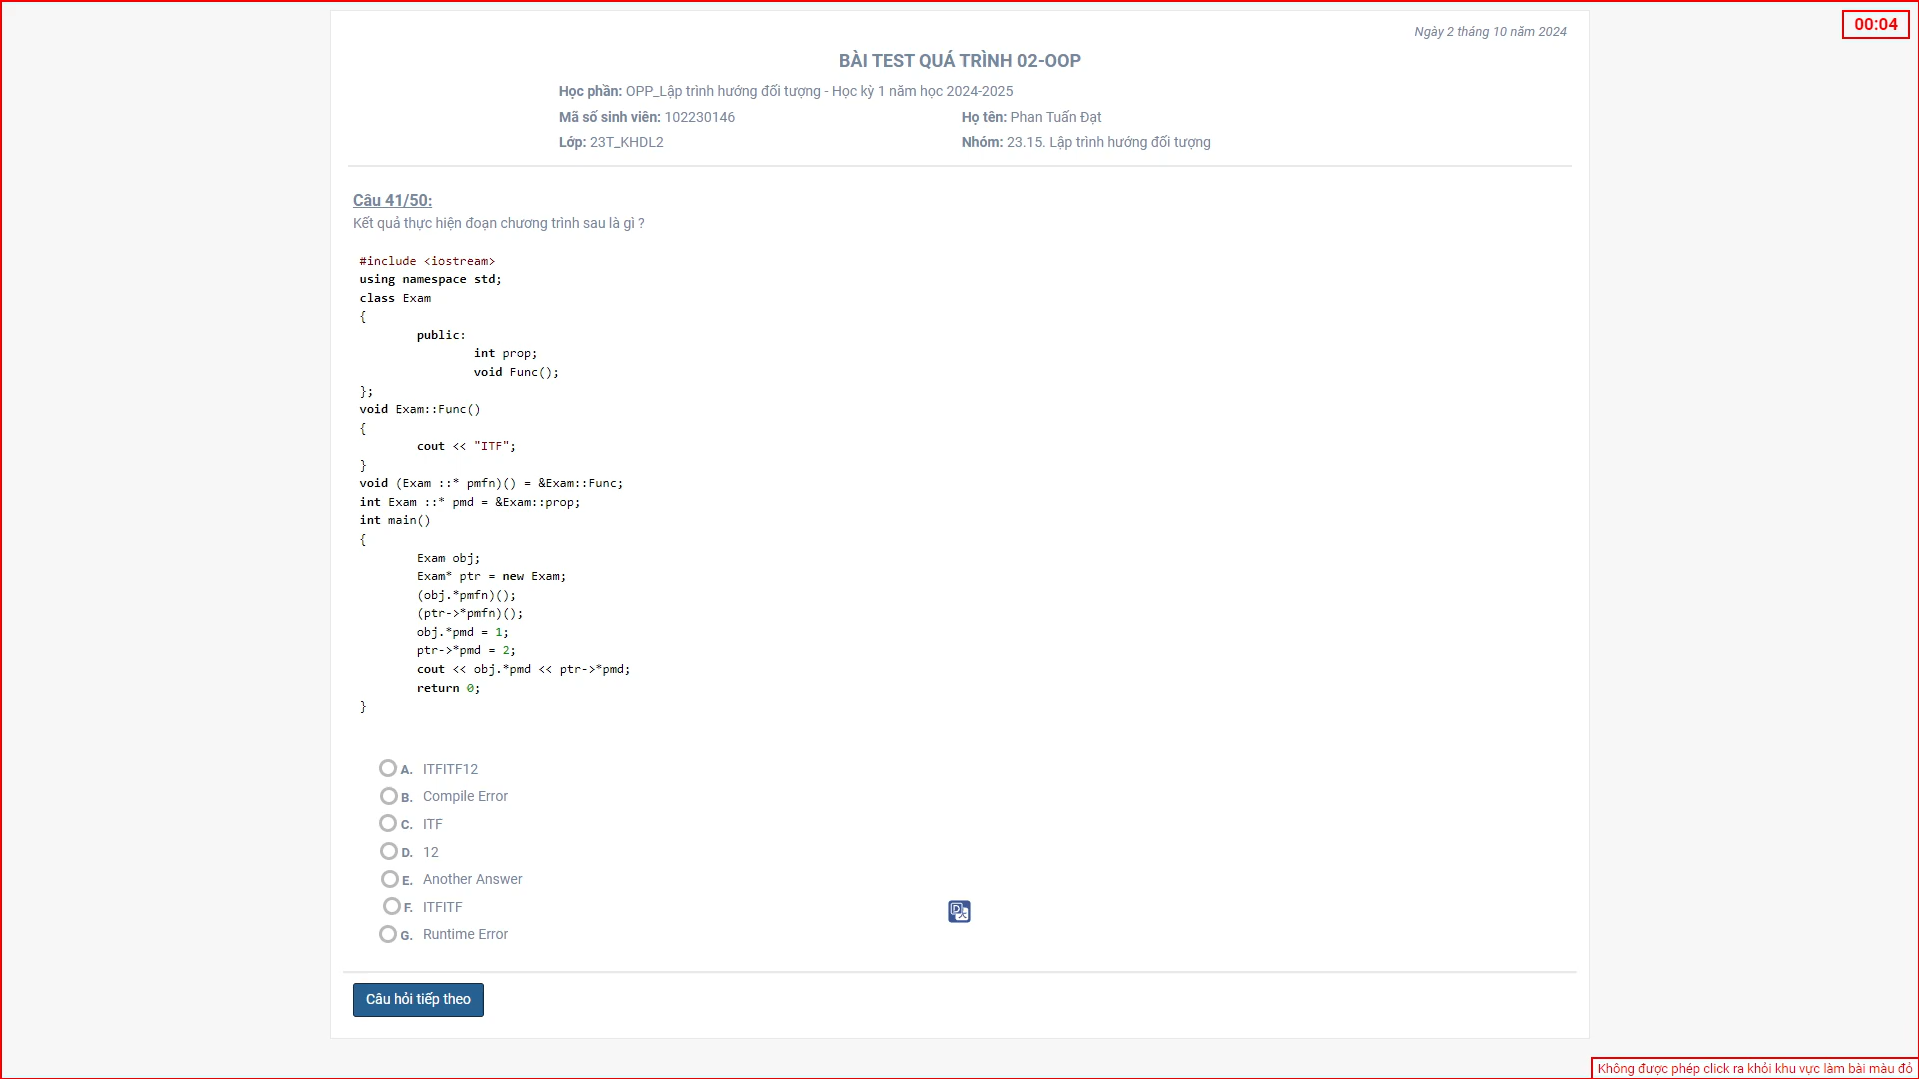 00:04
Ngày 2 tháng 10 năm 2024
BÀI TEST QUÁ TRÌNH 02-OOP
Học phần: OPP_Lập trình hướng đối tượng - Học kỳ 1 năm học 2024-2025
Mã số sinh viên: 102230146 Họ tên: Phan Tuấn Đạt
Lớp: 23T_KHDL2 Nhóm: 23.15. Lập trình hướng đối tượng
Câu 41/50:
Kết quả thực hiện đoạn chương trình sau là gì ?
#include <iostream>
using namespace std;
class Exam
{
public:
int prop;
void Func();
};
void Exam::Func()
{
cout << "ITF";
}
void (Exam ::* pmfn)() = &Exam::Func;
int Exam ::* pmd = &Exam::prop;
int main()
{
Exam obj;
Exam* ptr = new Exam;
(obj.*pmfn)();
(ptr->*pmfn)();
obj.*pmd = 1;
ptr->*pmd = 2;
cout << obj.*pmd << ptr->*pmd;
return 0;
}
A. ITFITF12
B. Compile Error
C. ITF
D. 12
E. Another Answer
F. ITFITF
G. Runtime Error
Câu hỏi tiếp theo
Không được phép click ra khỏi khu vực làm bài màu đỏ